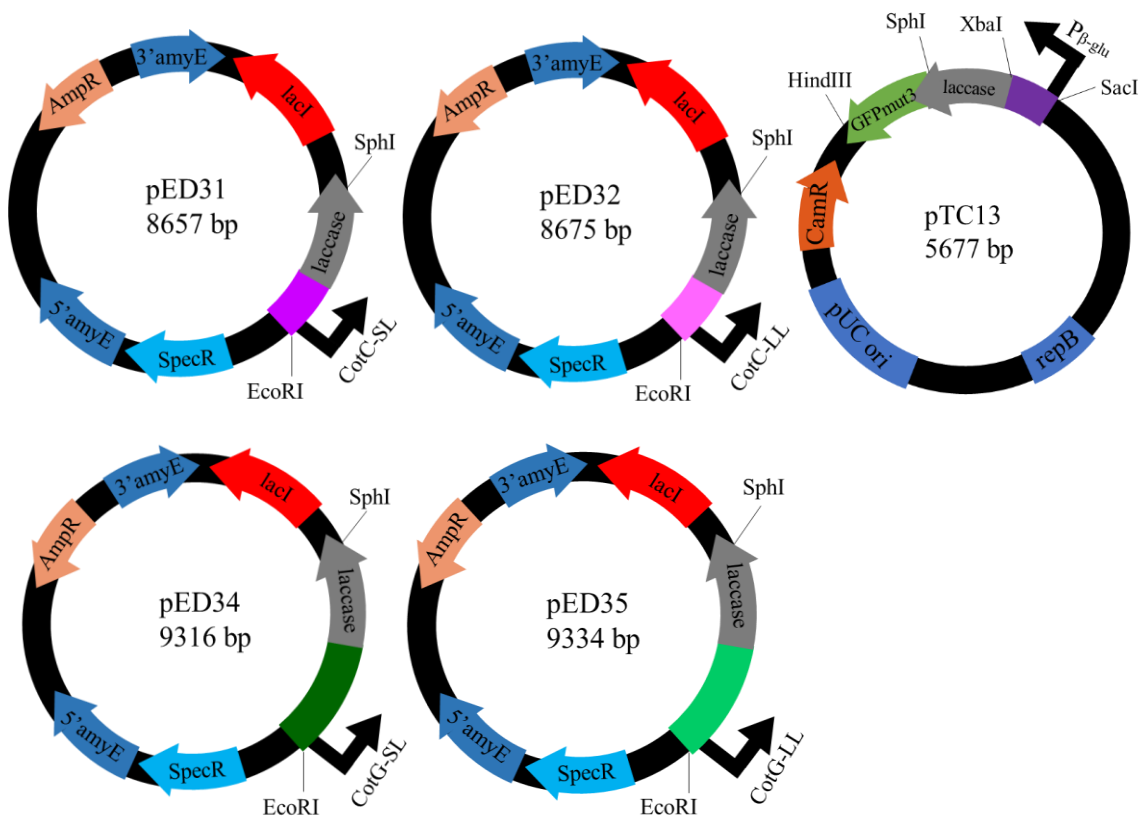 3'amyE
lacI
AmpR
SphI
pED31
8657 bp
laccase
5'amyE
SpecR
EcoRI
CotC-SL
3'amyE
lacI
AmpR
SphI
pED32
8675 bp
laccase
5'amyE
SpecR
EcoRI
CotC-LL
SphI
XbaI
Pβ-glu
HindIII
GFPmut3
laccase
SacI
CamR
pTC13
5677 bp
pUC ori
repB
3'amyE
lacI
AmpR
SphI
pED34
9316 bp
laccase
5'amyE
SpecR
EcoRI
CotG-SL
3'amyE
lacI
AmpR
SphI
pED35
9334 bp
laccase
5'amyE
SpecR
EcoRI
CotG-LL